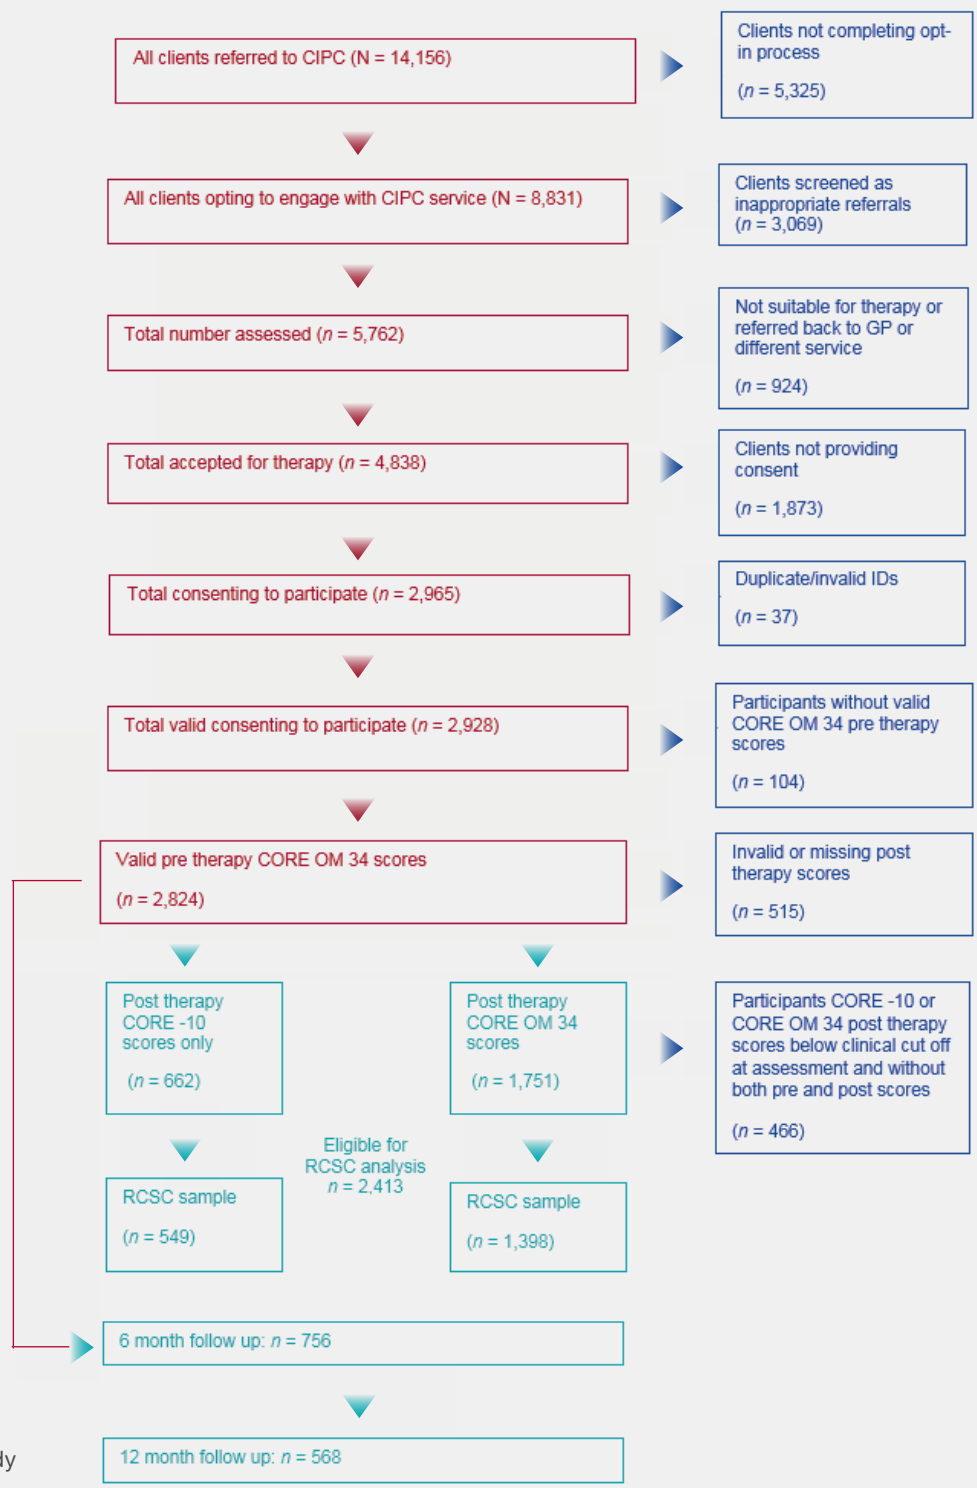 All clients referred to CIPC (N = 14,156)
Clients not completing opt-
in process
(n = 5,325)
All clients opting to engage with CIPC service (N = 8,831)
Clients screened as
inappropriate referrals
(n = 3,069)
Total number assessed (n = 5,762)
Not suitable for therapy or
referred back to GP or
different service
(n = 924)
Total accepted for therapy (n = 4,838)
Clients not providing
consent
(n = 1,873)
Total consenting to participate (n = 2,965)
Duplicate/invalid IDs
(n = 37)
Total valid consenting to participate (n = 2,928)
Participants without valid
CORE OM 34 pre therapy
scores
(n = 104)
Valid pre therapy CORE OM 34 scores
(n = 2,824)
Invalid or missing post
therapy scores
(n = 515)
Post therapy
CORE -10
scores only
(n = 662)
Post therapy
CORE OM 34
scores
(n = 1,751)
Participants CORE -10 or
CORE OM 34 post therapy
scores below clinical cut off
at assessment and without
both pre and post scores
(n = 466)
Eligible for
RCSC analysis
n = 2,413
RCSC sample
(n = 549)
RCSC sample
(n = 1,398)
6 month follow up: n = 756
12 month follow up: n = 568